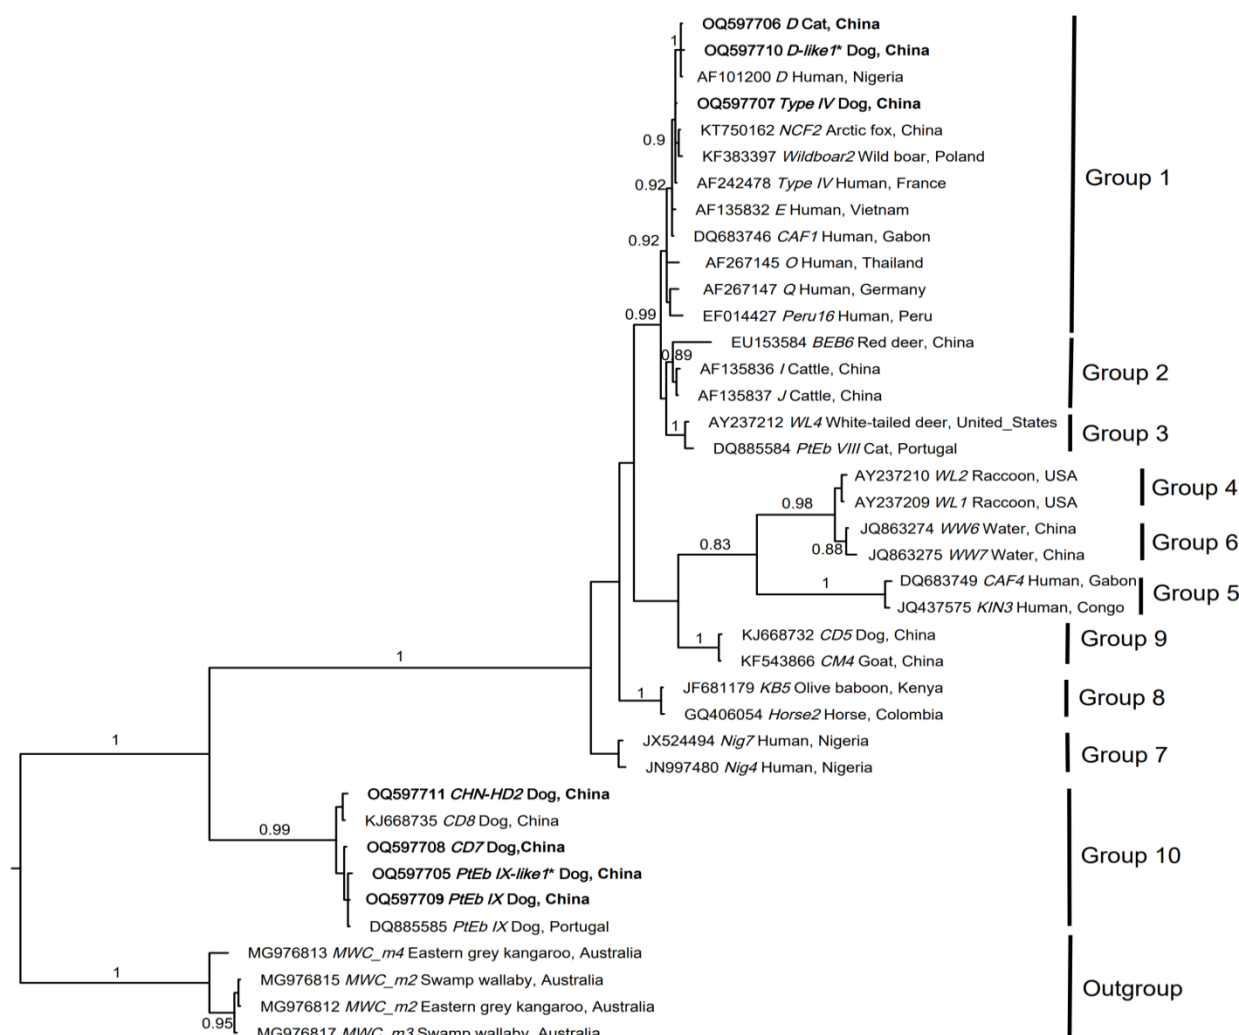 OQ597706 D Cat, China
1
OQ597710 D-like1* Dog, China
AF101200 D Human, Nigeria
OQ597707 Type IV Dog, China
KT750162 NCF2 Arctic fox, China
0.9
KF383397 Wildboar2 Wild boar, Poland
Group 1
AF242478 Type IV Human, France
0.92
AF135832 E Human, Vietnam
DQ683746 CAF1 Human, Gabon
0.92
AF267145 O Human, Thailand
AF267147 Q Human, Germany
EF014427 Peru16 Human, Peru
0.99
EU153584 BEB6 Red deer, China
0.89
AF135836 I Cattle, China
Group 2
AF135837 J Cattle, China
AY237212 WL4 White-tailed deer, United_States
1
Group 3
DQ885584 PtEb VIII Cat, Portugal
AY237210 WL2 Raccoon, USA
Group 4
0.98
AY237209 WL1 Raccoon, USA
JQ863274 WW6 Water, China
Group 6
0.88
JQ863275 WW7 Water, China
0.83
DQ683749 CAF4 Human, Gabon
1
Group 5
JQ437575 KIN3 Human, Congo
KJ668732 CD5 Dog, China
1
Group 9
KF543866 CM4 Goat, China
1
JF681179 KB5 Olive baboon, Kenya
1
Group 8
GQ406054 Horse2 Horse, Colombia
JX524494 Nig7 Human, Nigeria
1
Group 7
JN997480 Nig4 Human, Nigeria
OQ597711 CHN-HD2 Dog, China
KJ668735 CD8 Dog, China
0.99
OQ597708 CD7 Dog,China
Group 10
OQ597705 PtEb IX-like1* Dog, China
OQ597709 PtEb IX Dog, China
DQ885585 PtEb IX Dog, Portugal
MG976813 MWC_m4 Eastern grey kangaroo, Australia
1
MG976815 MWC_m2 Swamp wallaby, Australia
Outgroup
MG976812 MWC_m2 Eastern grey kangaroo, Australia
0.95
MG976817 MWC_m3 Swamp wallaby, Australia